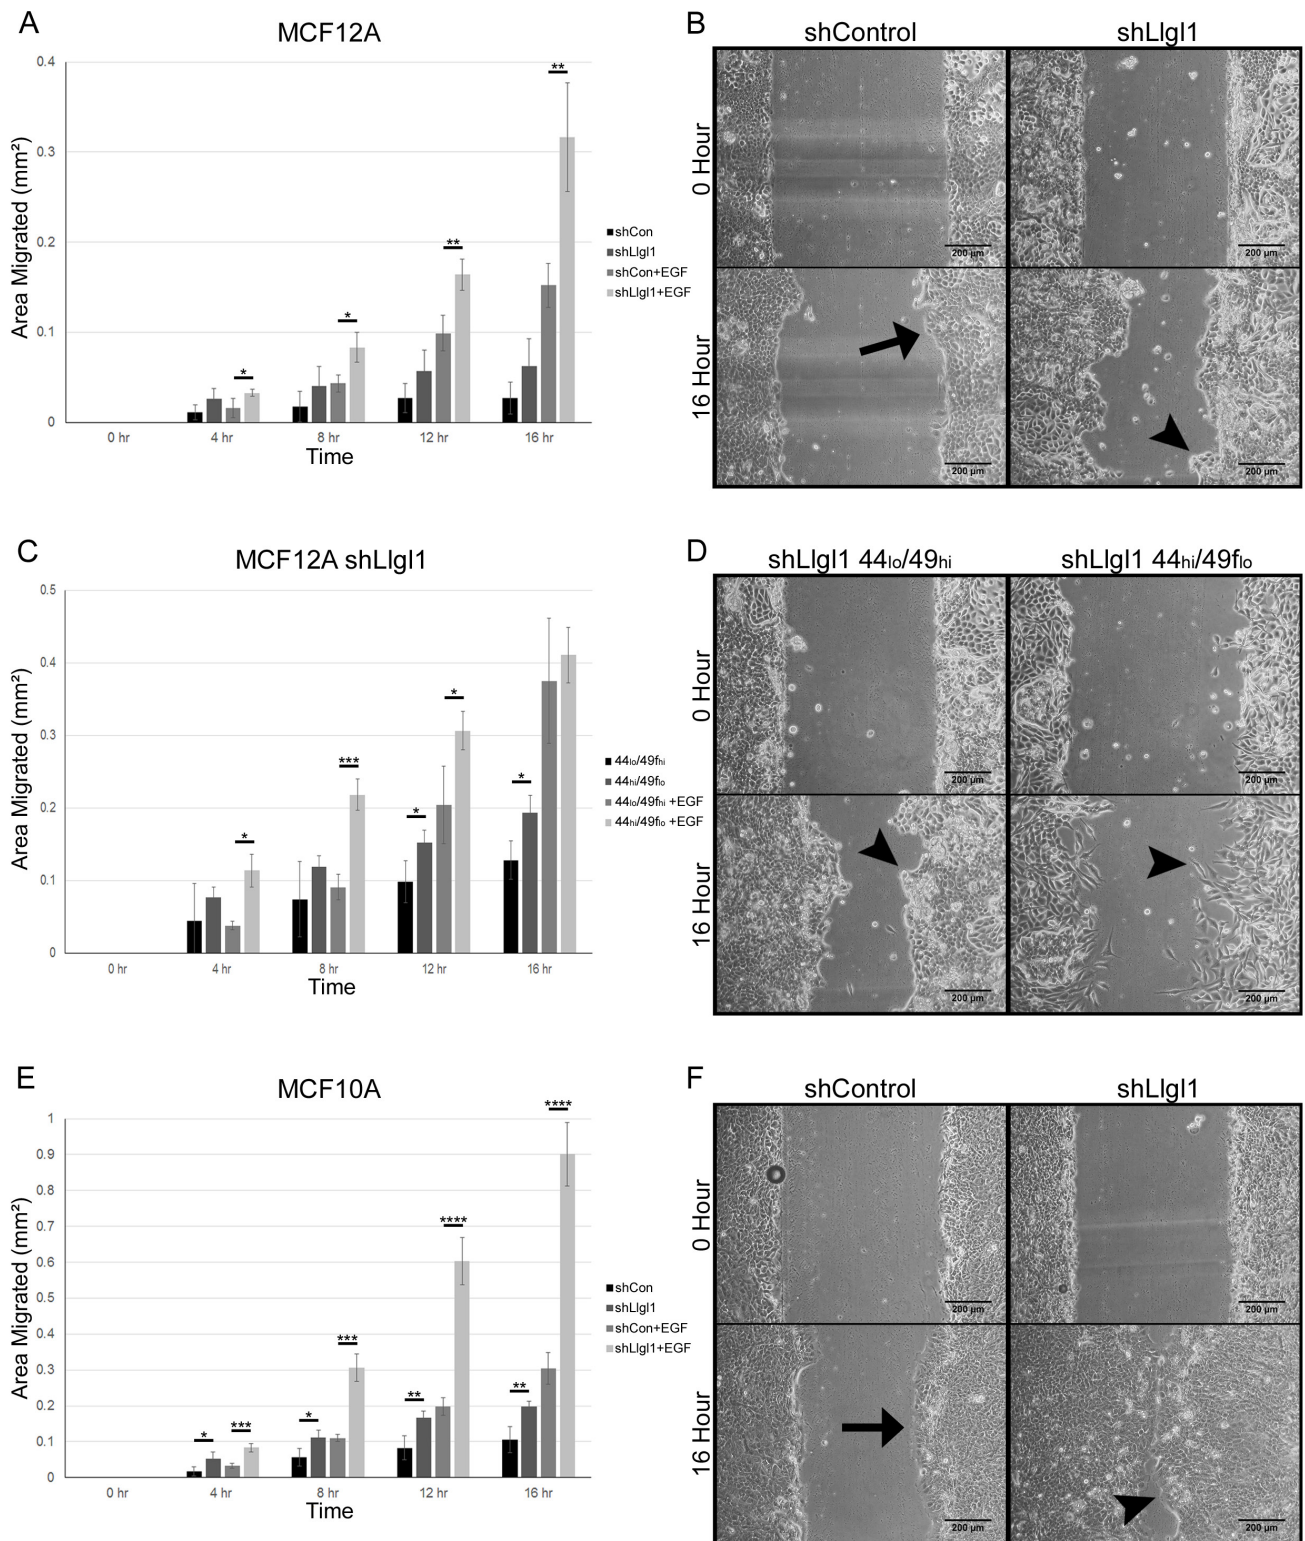 A
MCF12A
Area Migrated (mm²)
0.4
**
0.3
0.2
**
0.1
*
*
0
0 hr
4 hr
8 hr
12 hr
16 hr
Time
shCon
shLlgl1
shCon+EGF
shLlgl1+EGF
B
shControl
shLlgl1
0 Hour
200 µm
200 µm
16 Hour
200 µm
200 µm
C
MCF12A shLlgl1
Area Migrated (mm²)
0.5
0.4
0.3
0.2
0.1
0
*
***
*
*
*
0 hr
4 hr
8 hr
12 hr
16 hr
Time
44lo/49fhi
44hi/49flo
44lo/49fhi +EGF
44hi/49flo +EGF
D
shLlgl1 44lo/49hi
shLlgl1 44hi/49flo
0 Hour
200 µm
200 µm
16 Hour
200 µm
200 µm
E
MCF10A
Area Migrated (mm²)
1
0.9
0.8
0.7
0.6
0.5
0.4
0.3
0.2
0.1
0
*
***
*
***
**
****
**
****
0 hr
4 hr
8 hr
12 hr
16 hr
Time
shCon
shLlgl1
shCon+EGF
shLlgl1+EGF
F
shControl
shLlgl1
0 Hour
200 µm
200 µm
16 Hour
200 µm
200 µm